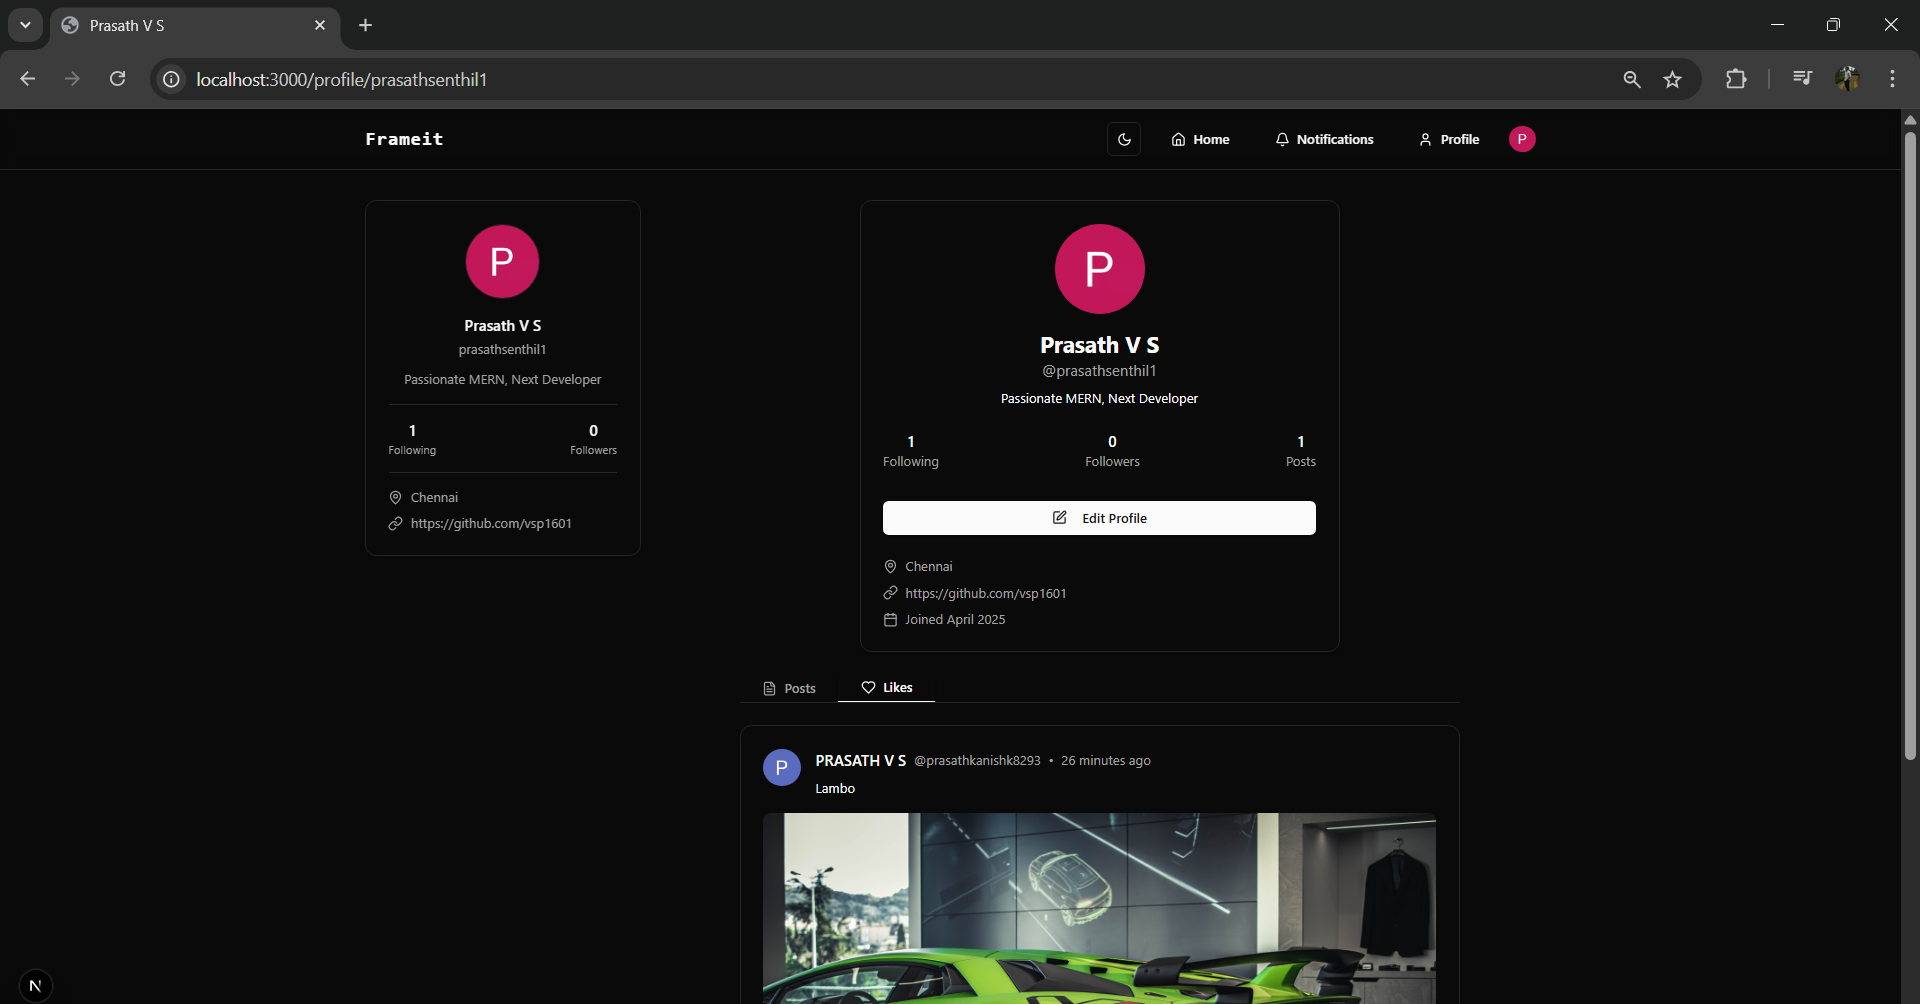 Prasath V S
localhost:3000/profile/prasathsenthil1
Frameit
Home
Notifications
Profile
P
P
Prasath V S
prasathsenthil1
Passionate MERN, Next Developer
1
Following
0
Followers
Chennai
https://github.com/vsp1601
P
Prasath V S
@prasathsenthil1
Passionate MERN, Next Developer
1
Following
0
Followers
1
Posts
Edit Profile
Chennai
https://github.com/vsp1601
Joined April 2025
Posts
Likes
P
PRASATH V S @prasathkanishk8293 • 26 minutes ago
Lambo
N